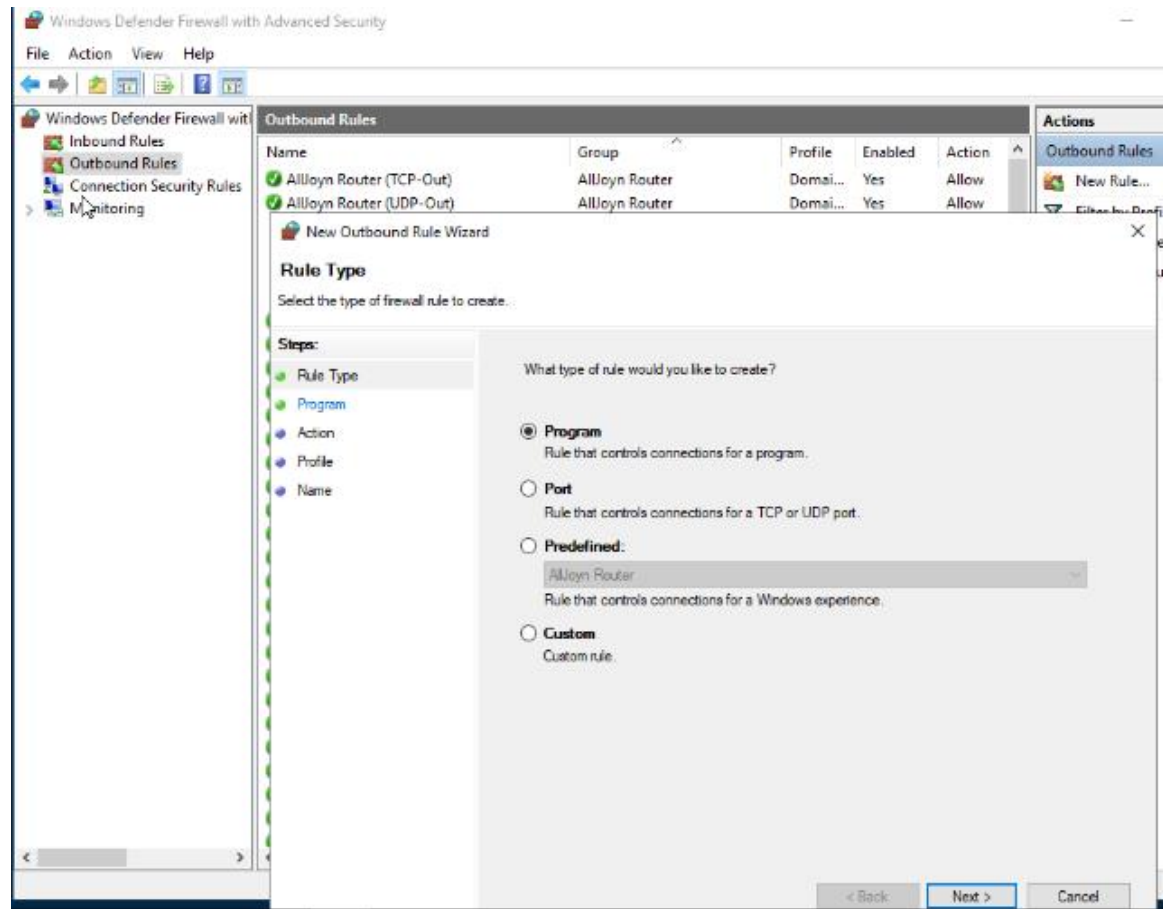 Windows Defender Firewall with Advanced Security
File Action View Help
Windows Defender Firewall wit
Inbound Rules
Outbound Rules
Connection Security Rules
Monitoring
Outbound Rules
Name Group Profile Enabled Action
AllJoyn Router (TCP-Out) AllJoyn Router Domai... Yes Allow
AllJoyn Router (UDP-Out) AllJoyn Router Domai... Yes Allow
Actions
Outbound Rules
New Rule...
Filter by Profi
New Outbound Rule Wizard
Rule Type
Select the type of firewall rule to create.
Steps:
Rule Type
Program
Action
Profile
Name
What type of rule would you like to create?
Program
Rule that controls connections for a program.
Port
Rule that controls connections for a TCP or UDP port.
Predefined:
AllJoyn Router
Rule that controls connections for a Windows experience.
Custom
Custom rule.
< Back Next > Cancel